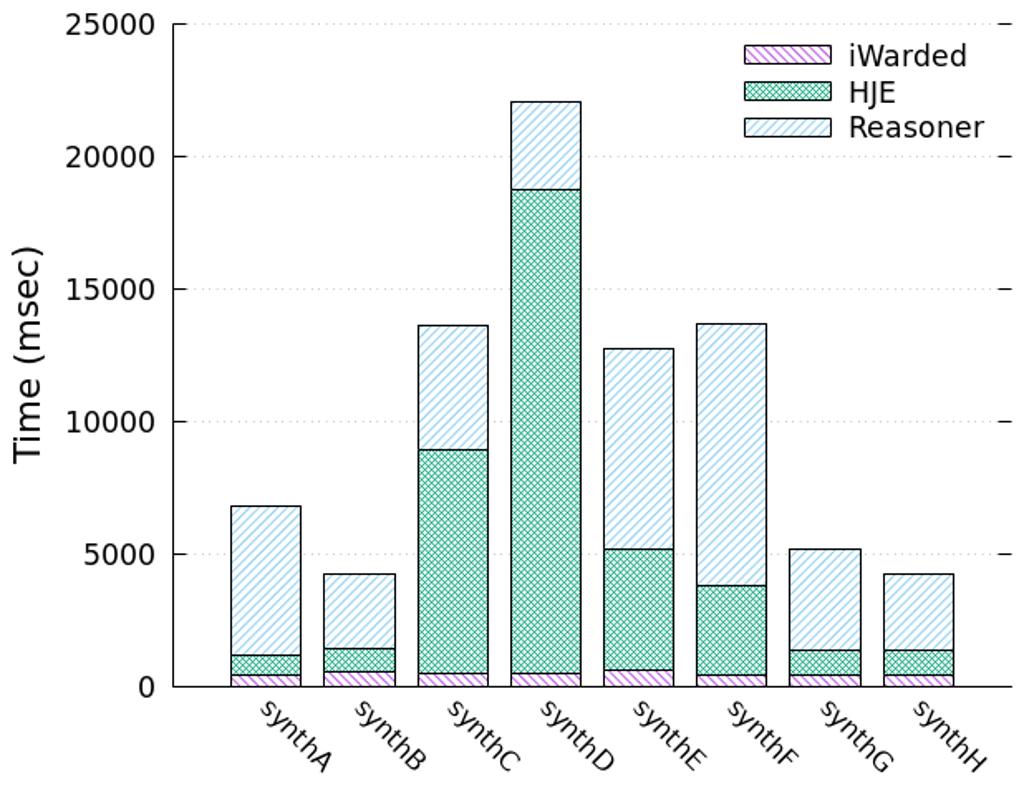 25000
20000
15000
10000
5000
0
Time (msec)
iWarded
HJE
Reasoner
synthA
synthB
synthC
synthD
synthE
synthF
synthG
synthH